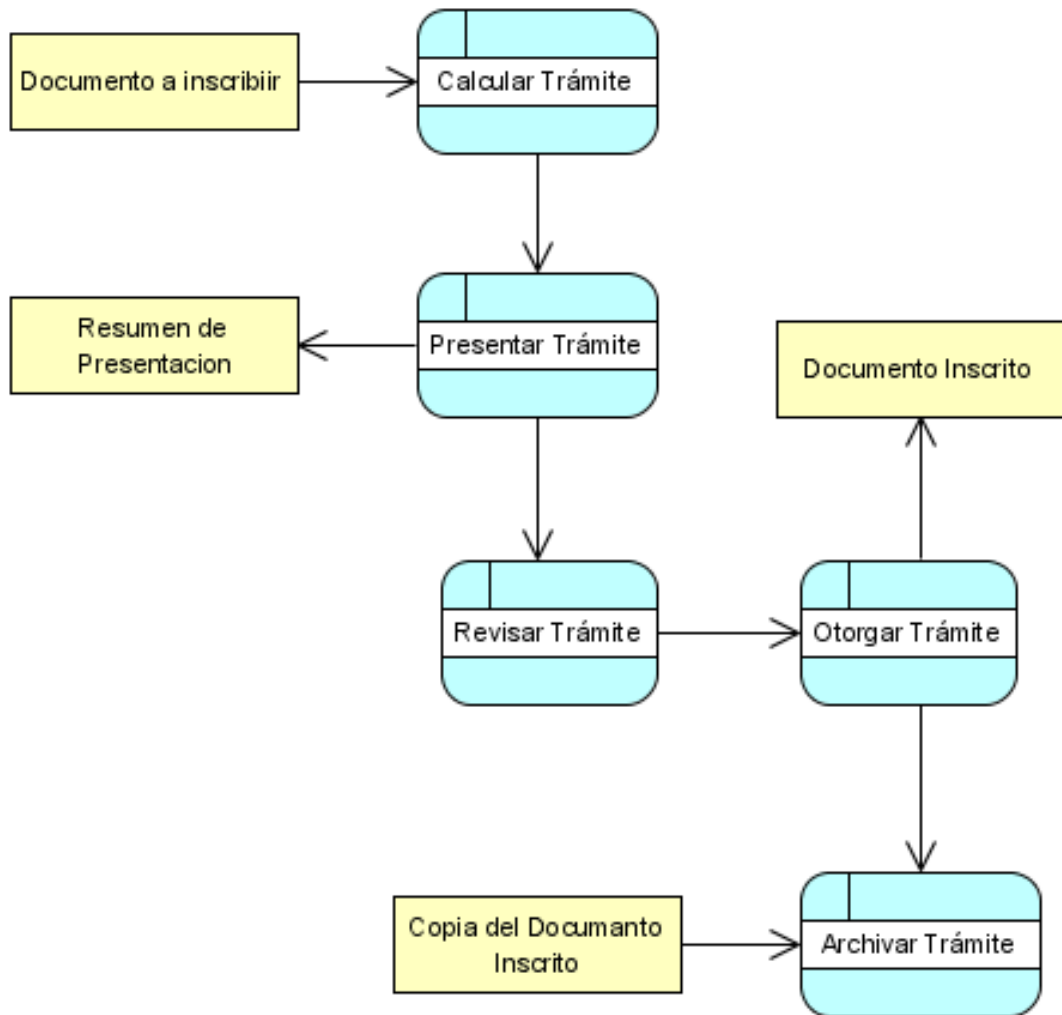 Documento a inscribiir
Calcular Trámite
Resumen de
Presentacion
Presentar Trámite
Documento Inscrito
Revisar Trámite
Otorgar Trámite
Copia del Documanto
Inscrito
Archivar Trámite